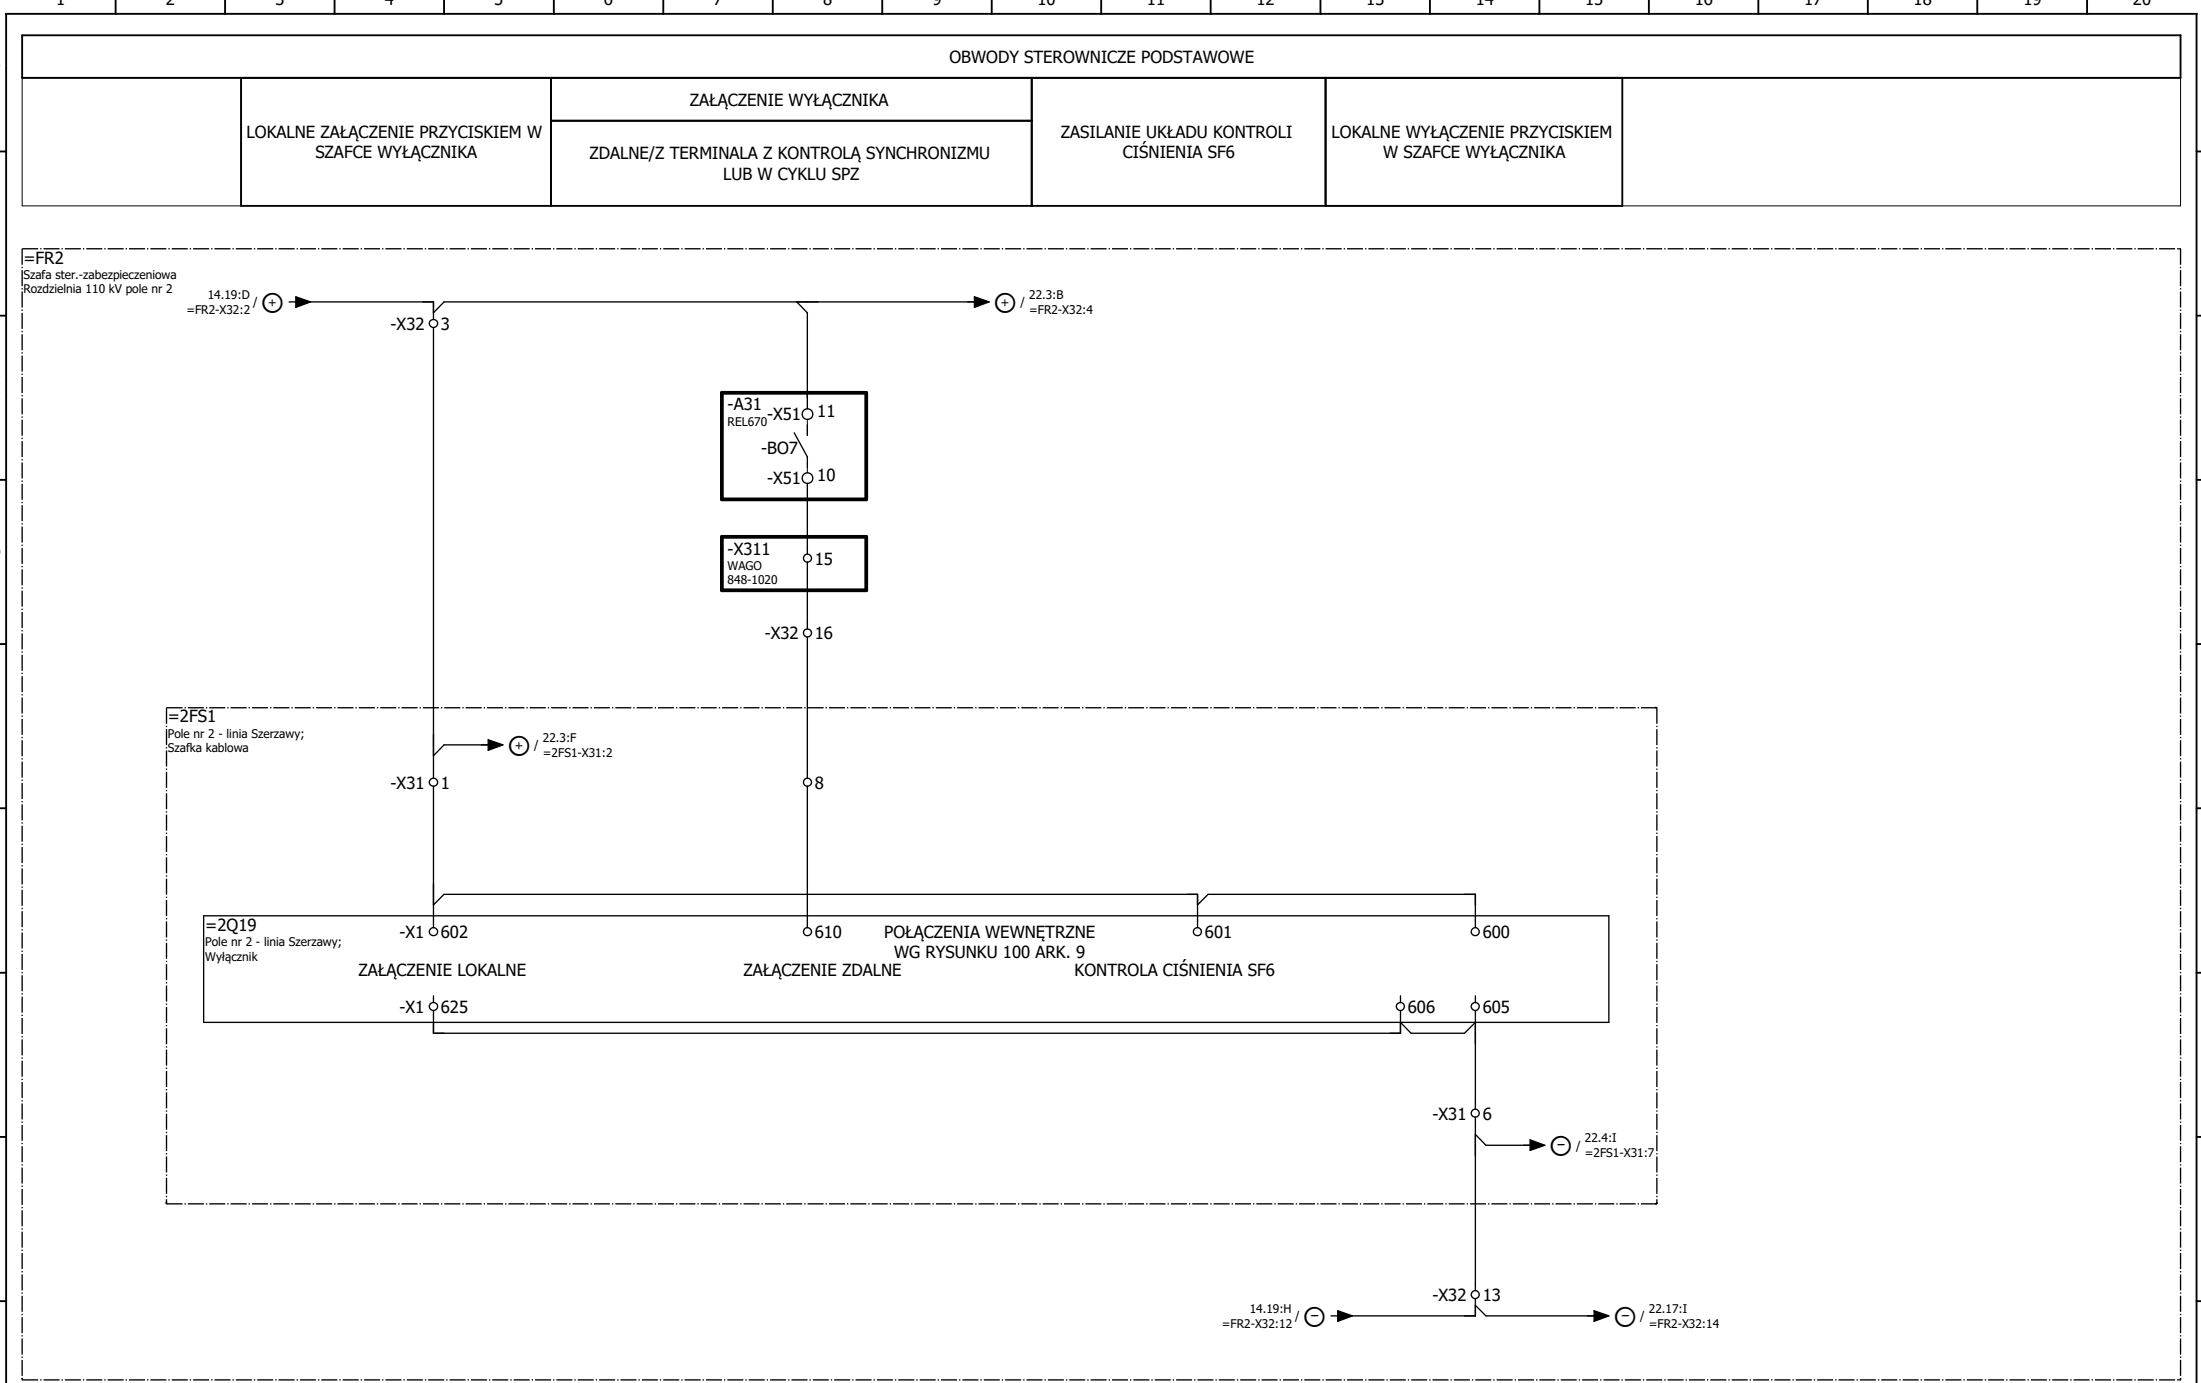 1 2 3 4 5 6 7 8 9 10 11 12 13 14 15 16 17 18 19 20
OBWODY STEROWNICZE PODSTAWOWE
LOKALNE ZAŁĄCZENIE PRZYCISKIEM W
SZAFCE WYŁĄCZNIKA
ZAŁĄCZENIE WYŁĄCZNIKA
ZDALNE/Z TERMINALA Z KONTROLĄ SYNCHRONIZMU
LUB W CYKLU SPZ
ZASILANIE UKŁADU KONTROLI
CIŚNIENIA SF6
LOKALNE WYŁĄCZENIE PRZYCISKIEM
W SZAFCE WYŁĄCZNIKA
=FR2
Szafa ster.-zabezpieczeniowa
Rozdzielnia 110 kV pole nr 2
14.19:D
=FR2-X32:2 / +
+ / 22.3:B
=FR2-X32:4
-X32 3
-A31
REL670
-X51 11
-BO7
-X51 10
-X311
WAGO
848-1020
15
-X32 16
=2FS1
Pole nr 2 - linia Szerzawy;
Szafka kablowa
+ / 22.3:F
=2FS1-X31:2
-X31 1
8
=2Q19
Pole nr 2 - linia Szerzawy;
Wyłącznik
-X1 602
610
POŁĄCZENIA WEWNĘTRZNE
WG RYSUNKU 100 ARK. 9
601
600
ZAŁĄCZENIE LOKALNE
ZAŁĄCZENIE ZDALNE
KONTROLA CIŚNIENIA SF6
-X1 625
606
605
-X31 6
− / 22.4:I
=2FS1-X31:7
-X32 13
14.19:H
=FR2-X32:12 / −
− / 22.17:I
=FR2-X32:14